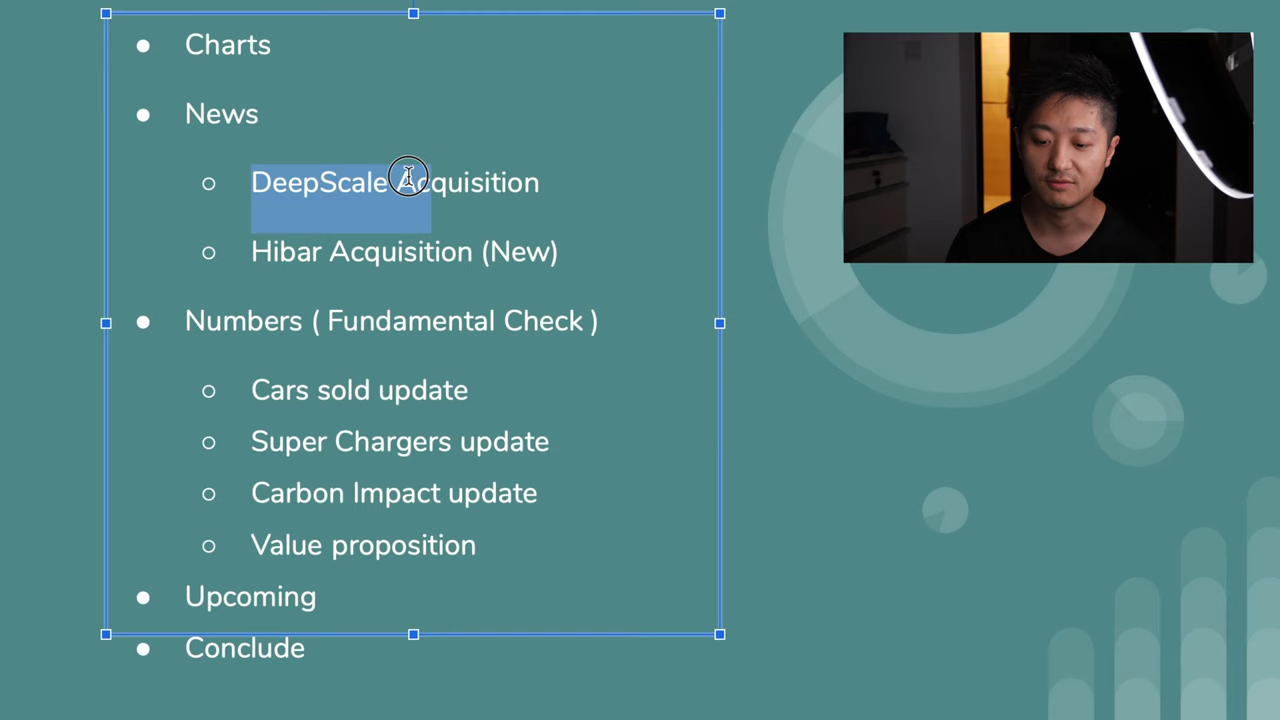 Charts
News
DeepScale Acquisition
Hibar Acquisition (New)
Numbers ( Fundamental Check )
Cars sold update
Super Chargers update
Carbon Impact update
Value proposition
Upcoming
Conclude